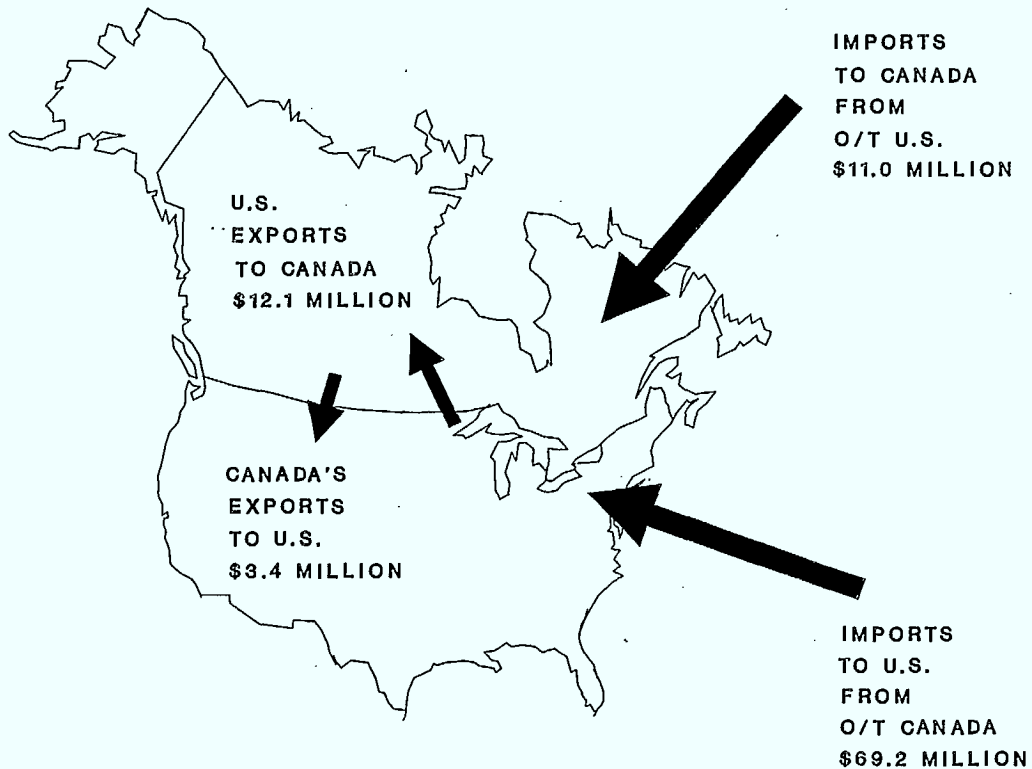 IMPORTS
TO CANADA
FROM
O/T U.S.
$11.0 MILLION
U.S.
EXPORTS
TO CANADA
$12.1 MILLION
CANADA'S
EXPORTS
TO U.S.
$3.4 MILLION
IMPORTS
TO U.S.
FROM
O/T CANADA
$69.2 MILLION